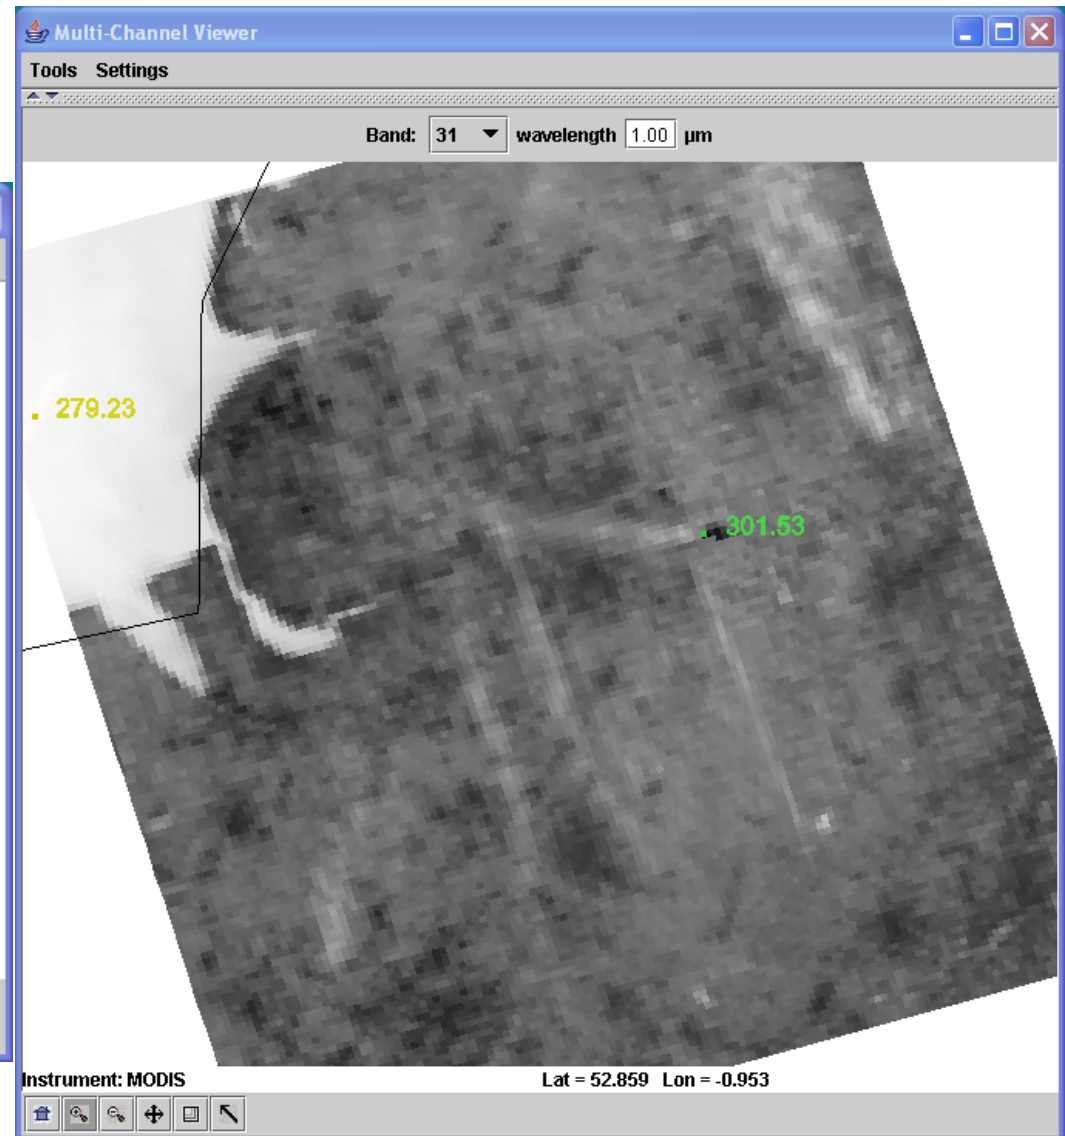 Multi-Channel Viewer
Tools Settings
Band: 31 wavelength 1.00 µm
279.23
301.53
Instrument: MODIS Lat = 52.859 Lon = -0.953